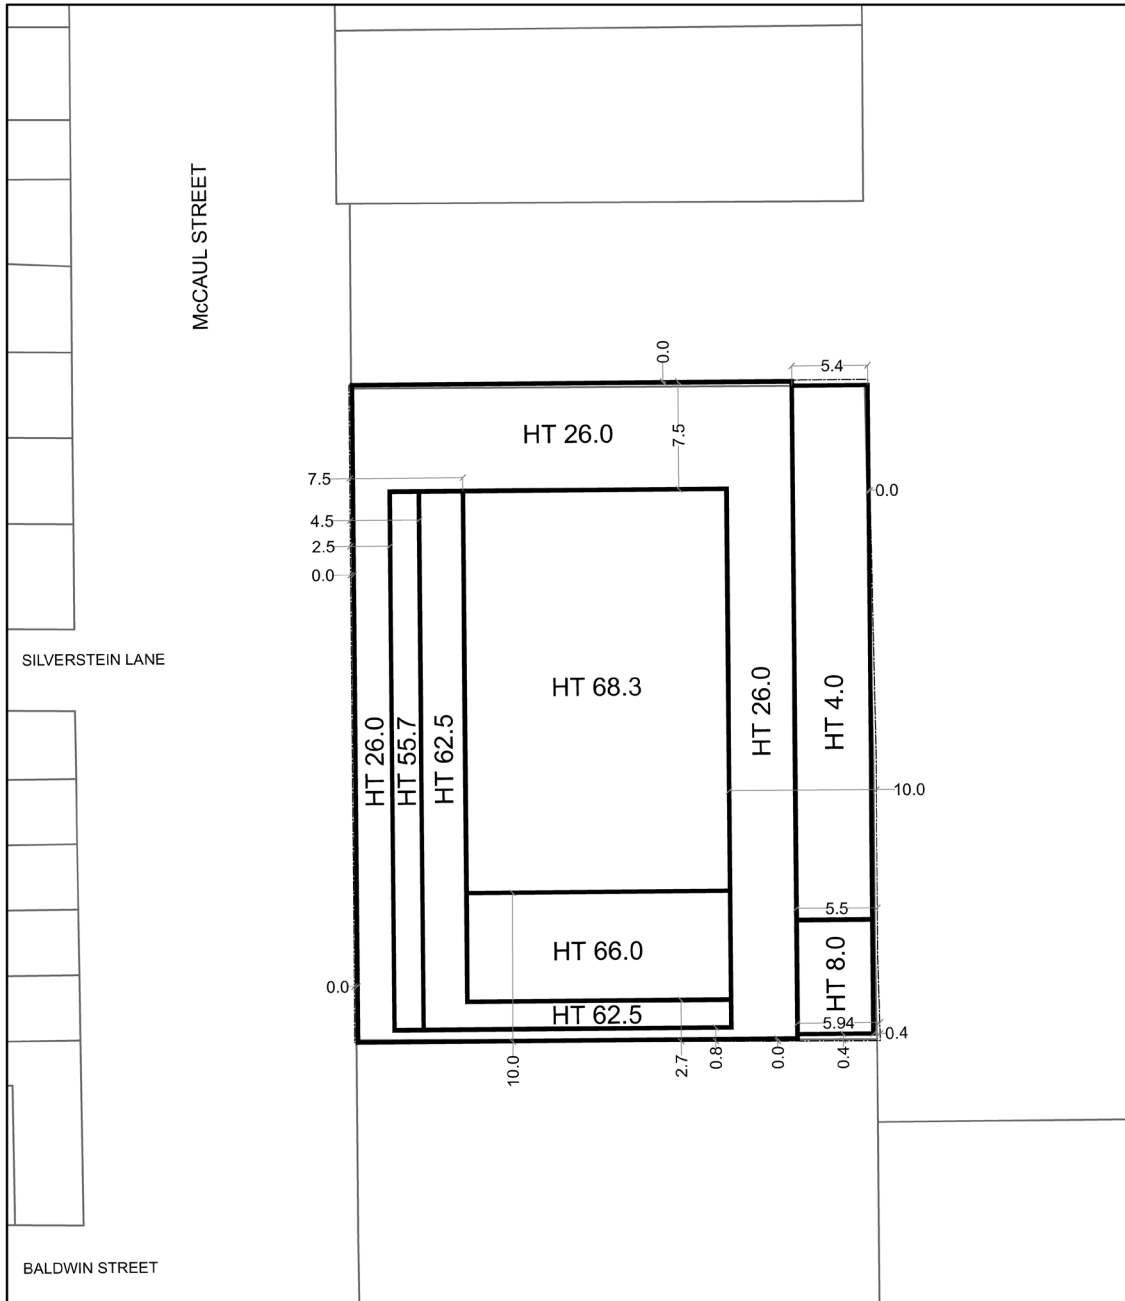 McCAUL STREET
0.0
5.4
HT 26.0
7.5
7.5
0.0
4.5
2.5
0.0
SILVERSTEIN LANE
HT 68.3
HT 26.0
HT 55.7
HT 62.5
HT 26.0
HT 4.0
10.0
5.5
HT 66.0
HT 8.0
0.0
HT 62.5
5.94
0.4
10.0
2.7
0.8
0.0
0.4
BALDWIN STREET